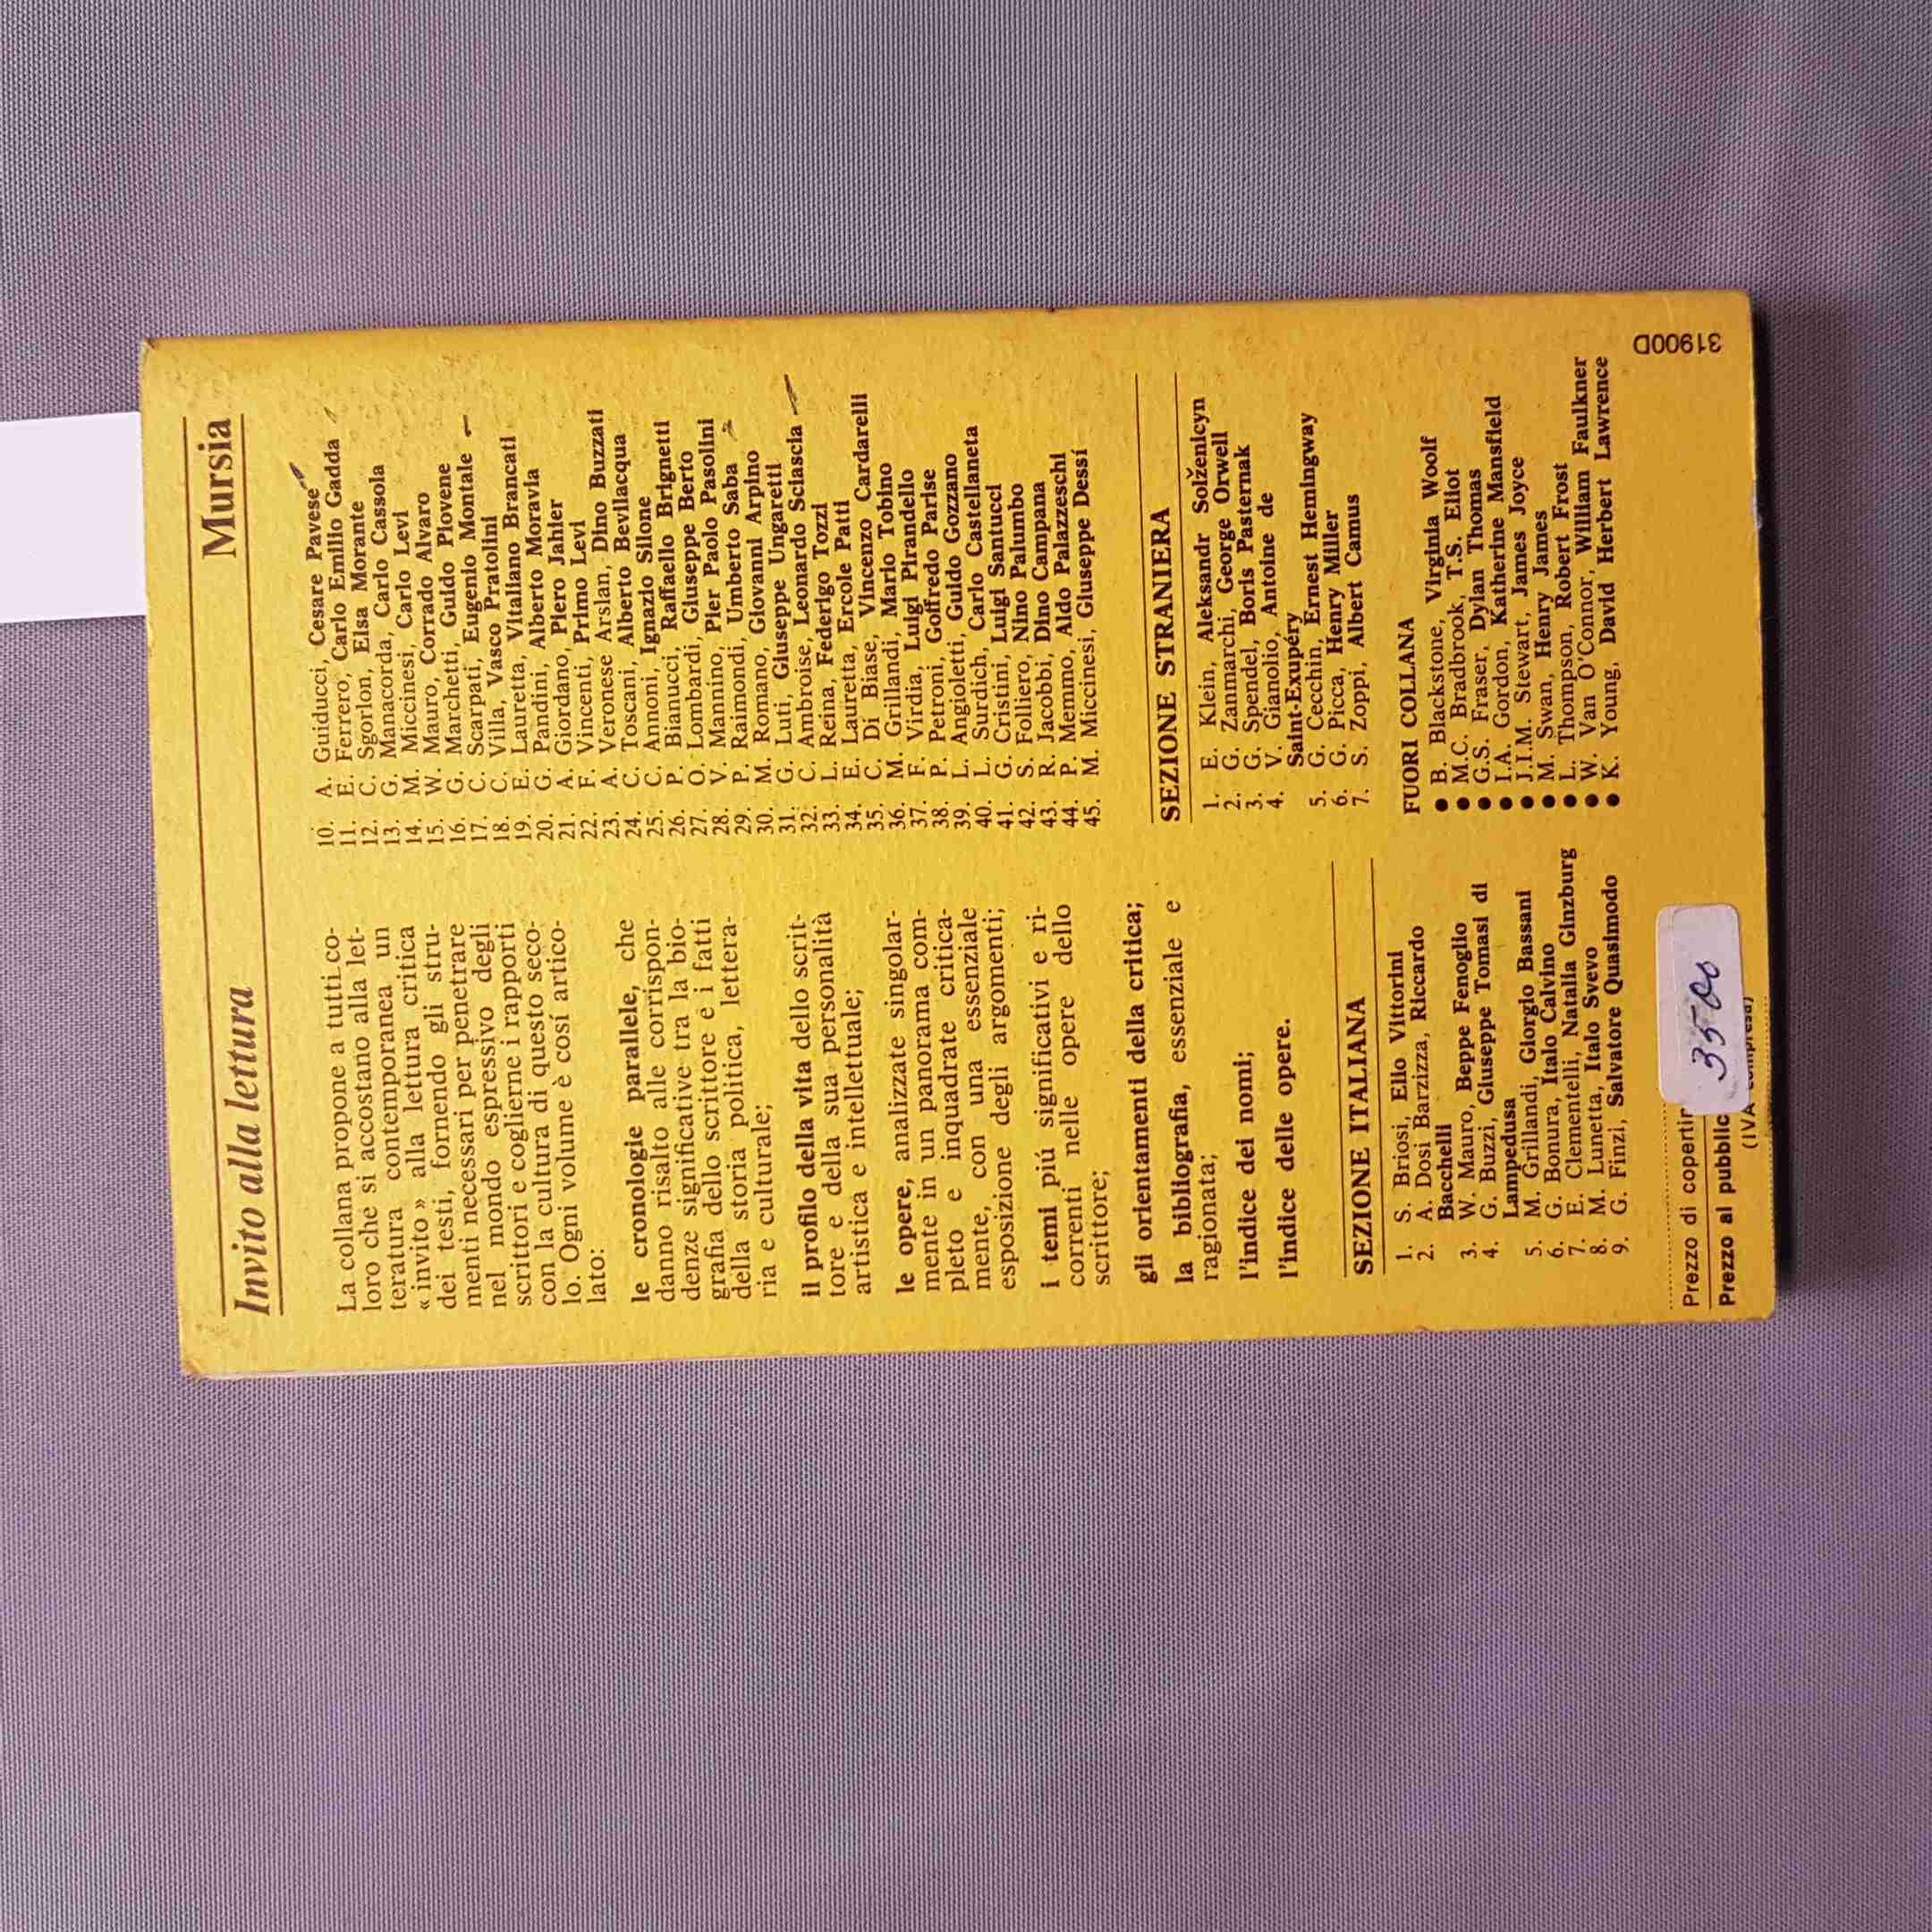 Invito alla lettura
Mursia
La collana propone a tutti co-
loro che si accostano alla let-
teratura contemporanea un
« invito » alla lettura critica
dei testi, fornendo gli stru-
menti necessari per penetrare
nel mondo espressivo degli
scrittori e coglierne i rapporti
con la cultura di questo seco-
lo. Ogni volume è cosí artico-
lato:
le cronologie parallele, che
danno risalto alle corrispon-
denze significative tra la bio-
grafia dello scrittore e i fatti
della storia politica, lettera-
ria e culturale;
il profilo della vita dello scrit-
tore e della sua personalità
artistica e intellettuale;
le opere, analizzate singolar-
mente in un panorama com-
pleto e inquadrate critica-
mente, con una essenziale
esposizione degli argomenti;
i temi piú significativi e ri-
correnti nelle opere dello
scrittore;
gli orientamenti della critica;
la bibliografia, essenziale e
ragionata;
l'indice dei nomi;
l'indice delle opere.
SEZIONE ITALIANA
1. S. Briosi, Elio Vittorini
2. A. Dosi Barzizza, Riccardo
Bacchelli
3. W. Mauro, Beppe Fenoglio
4. G. Buzzi, Giuseppe Tomasi di
Lampedusa
5. M. Grillandi, Giorgio Bassani
6. G. Bonura, Italo Calvino
7. E. Clementelli, Natalia Ginzburg
8. M. Lunetta, Italo Svevo
9. G. Finzi, Salvatore Quasimodo
10. A. Guiducci, Cesare Pavese
11. E. Ferrero, Carlo Emilio Gadda
12. C. Sgorlon, Elsa Morante
13. G. Manacorda, Carlo Cassola
14. M. Miccinesi, Carlo Levi
15. W. Mauro, Corrado Alvaro
16. G. Marchetti, Guido Piovene
17. C. Scarpati, Eugenio Montale
18. C. Villa, Vasco Pratolini
19. E. Lauretta, Vitaliano Brancati
20. G. Pandini, Alberto Moravia
21. A. Giordano, Piero Jahier
22. F. Vincenti, Primo Levi
23. A. Veronese Arslan, Dino Buzzati
24. C. Toscani, Alberto Bevilacqua
25. C. Annoni, Ignazio Silone
26. P. Bianucci, Raffaello Brignetti
27. O. Lombardi, Giuseppe Berto
28. V. Mannino, Pier Paolo Pasolini
29. P. Raimondi, Umberto Saba
30. M. Romano, Giovanni Arpino
31. G. Luti, Giuseppe Ungaretti
32. C. Ambroise, Leonardo Sciascia
33. L. Reina, Federigo Tozzi
34. E. Lauretta, Ercole Patti
35. C. Di Biase, Vincenzo Cardarelli
36. M. Grillandi, Mario Tobino
37. F. Virdia, Luigi Pirandello
38. P. Petroni, Goffredo Parise
39. L. Angioletti, Guido Gozzano
40. L. Surdich, Carlo Castellaneta
41. G. Cristini, Luigi Santucci
42. S. Folliero, Nino Palumbo
43. R. Jacobbi, Dino Campana
44. P. Memmo, Aldo Palazzeschi
45. M. Miccinesi, Giuseppe Dessí
SEZIONE STRANIERA
1. E. Klein, Aleksandr Solženicyn
2. G. Zanmarchi, George Orwell
3. G. Spendel, Boris Pasternak
4. V. Gianolio, Antoine de
Saint-Exupéry
5. G. Cecchin, Ernest Hemingway
6. G. Picca, Henry Miller
7. S. Zoppi, Albert Camus
FUORI COLLANA
● B. Blackstone, Virginia Woolf
● M.C. Bradbrook, T.S. Eliot
● G.S. Fraser, Dylan Thomas
● I.A. Gordon, Katherine Mansfield
● J.I.M. Stewart, James Joyce
● M. Swan, Henry James
● L. Thompson, Robert Frost
● W. Van O'Connor, William Faulkner
● K. Young, David Herbert Lawrence
Prezzo di copertin
Prezzo al pubblic
(IVA compresa)
3500
31900D